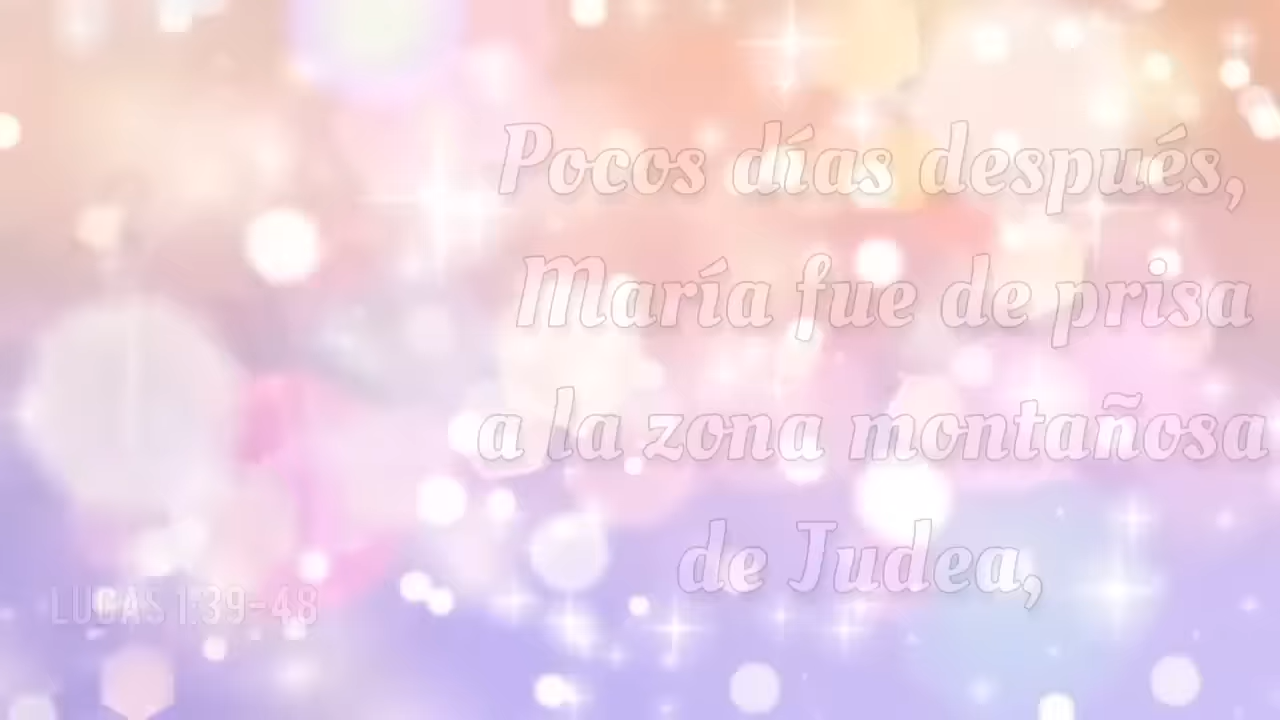 Pocos días después,
María fue de prisa
a la zona montañosa
de Judea,
LUCAS 1:39-48